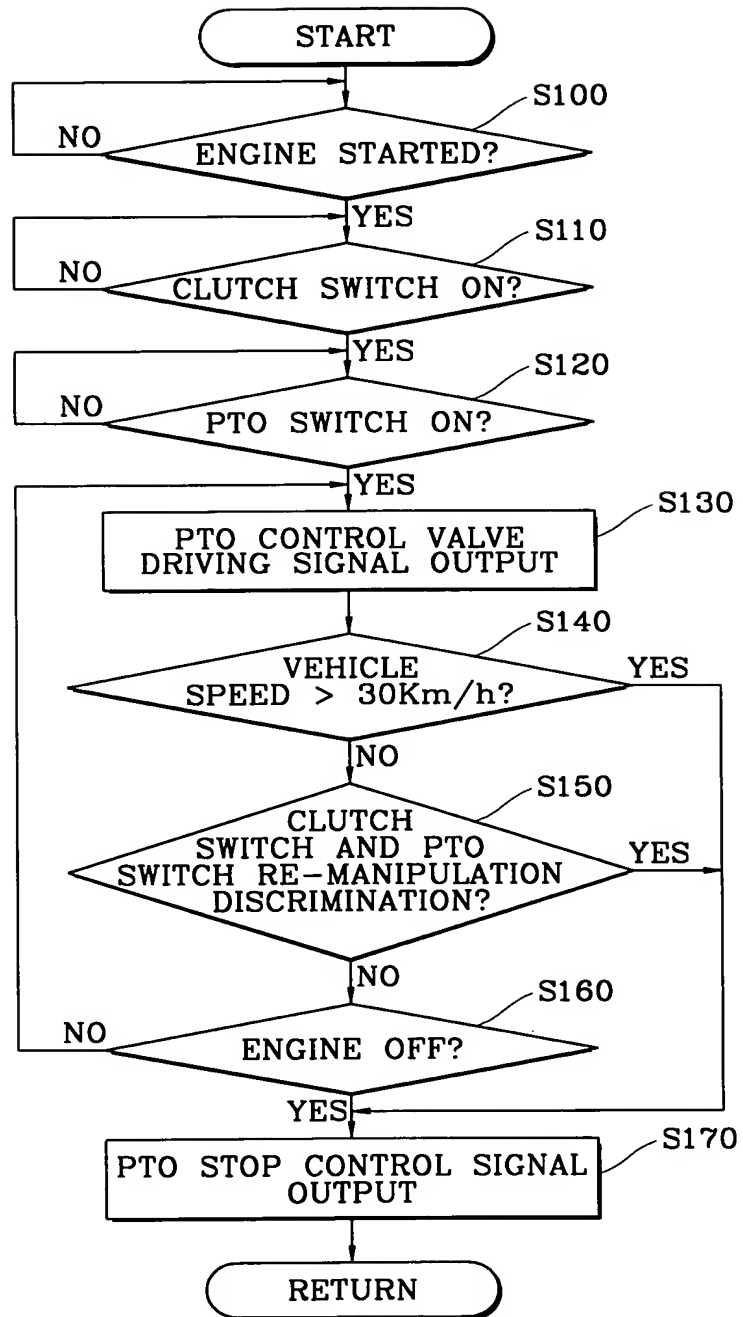 START
S100
NO
ENGINE STARTED?
YES
S110
NO
CLUTCH SWITCH ON?
YES
S120
NO
PTO SWITCH ON?
YES
S130
PTO CONTROL VALVE
DRIVING SIGNAL OUTPUT
S140
VEHICLE
SPEED > 30Km/h?
YES
NO
S150
CLUTCH
SWITCH AND PTO
SWITCH RE-MANIPULATION
DISCRIMINATION?
YES
NO
S160
NO
ENGINE OFF?
YES
S170
PTO STOP CONTROL SIGNAL
OUTPUT
RETURN